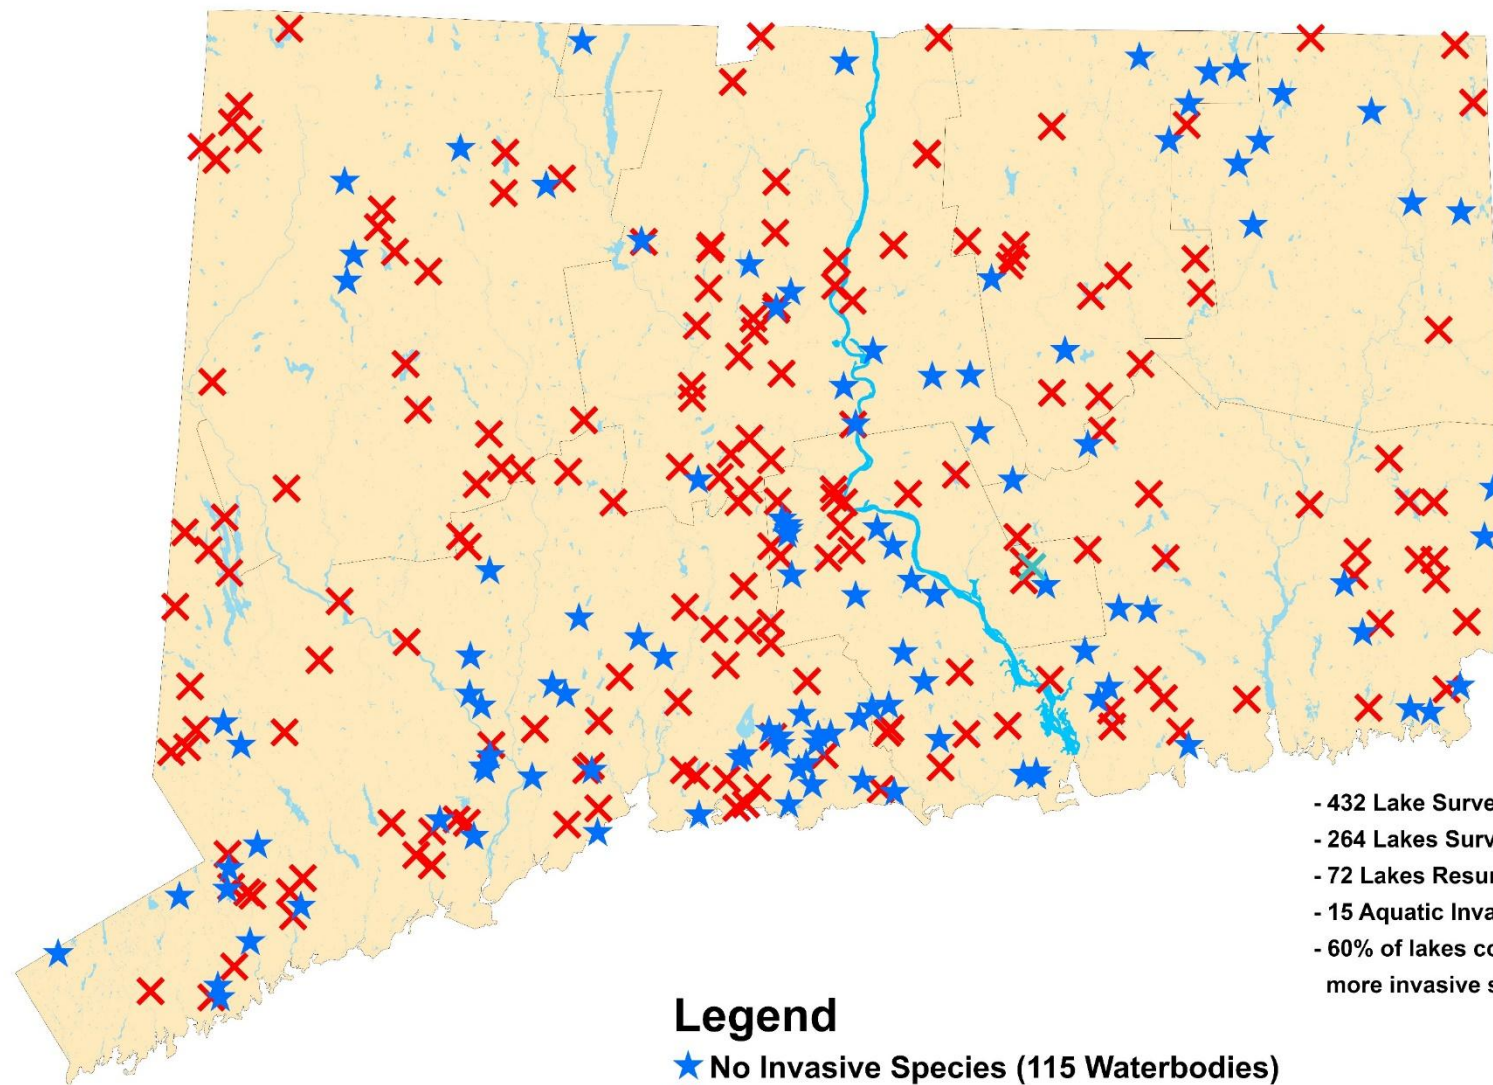 - 432 Lake Surve
- 264 Lakes Surv
- 72 Lakes Resur
- 15 Aquatic Inva
- 60% of lakes co
more invasive s
Legend
No Invasive Species (115 Waterbodies)